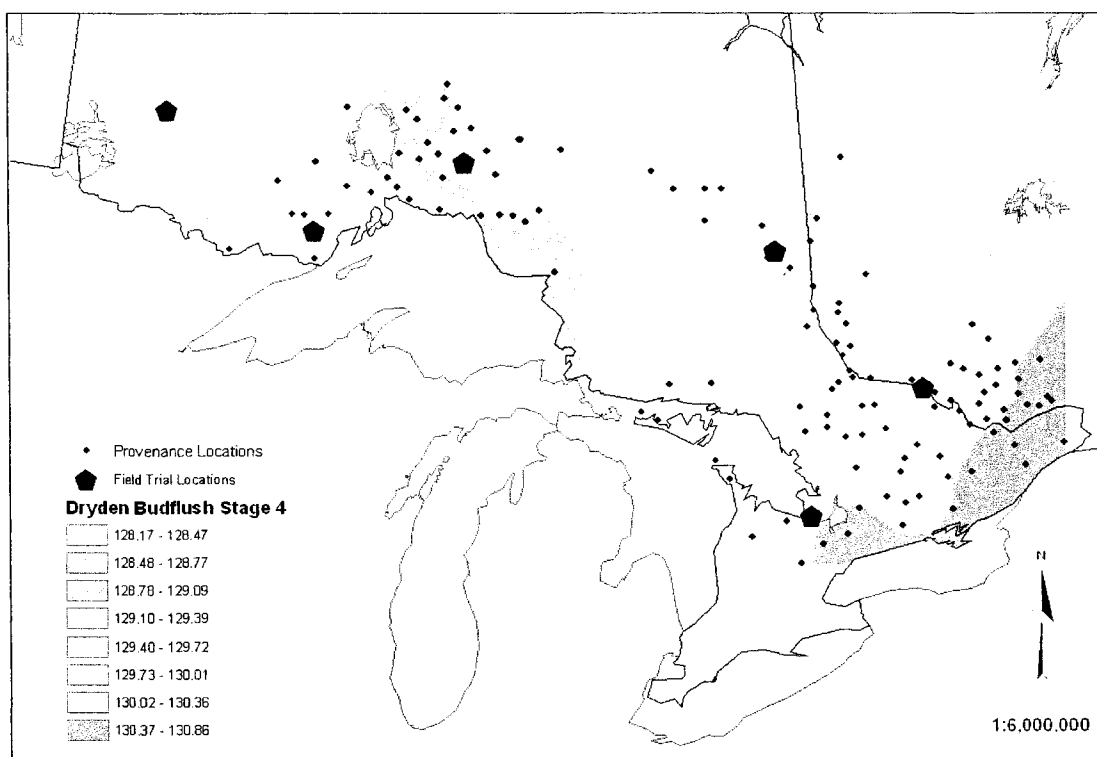 Provenance Locations
Field Trial Locations
Dryden Budflush Stage 4
128.17 - 128.47
128.48 - 128.77
128.78 - 129.09
129.10 - 129.39
129.40 - 129.72
129.73 - 130.01
130.02 - 130.36
130.37 - 130.86
N
1:6,000,000